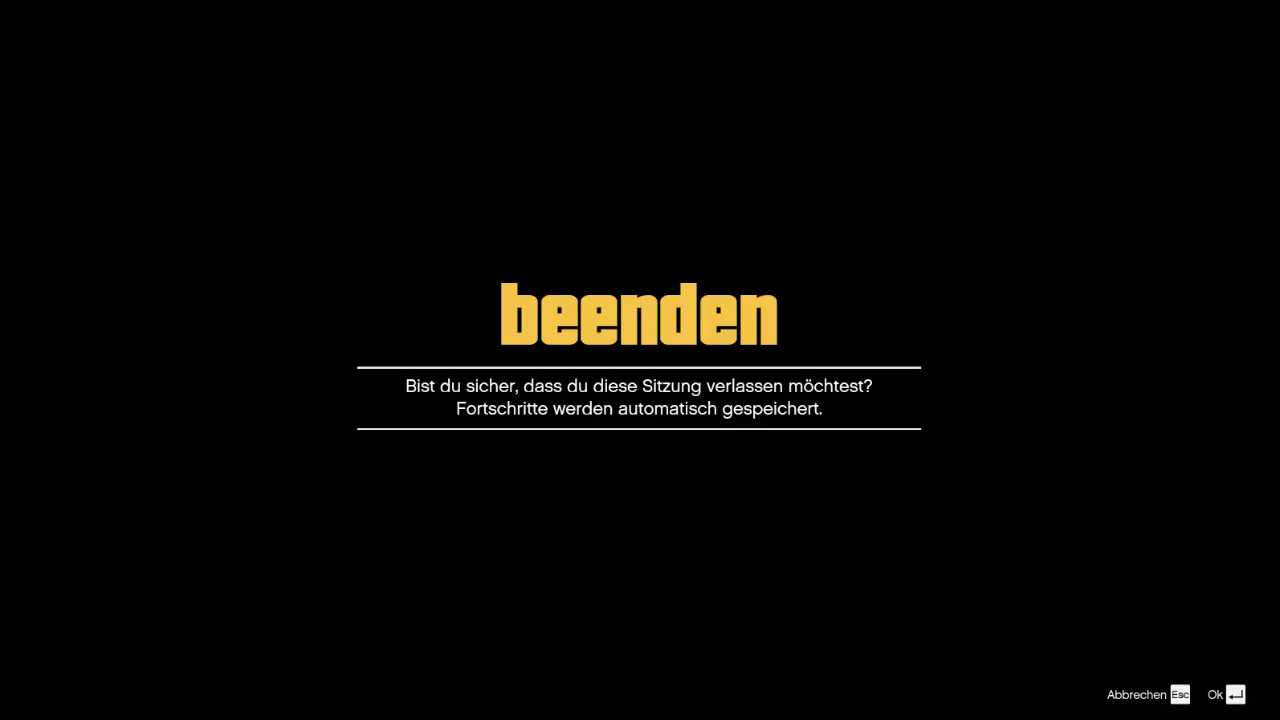 beenden
Bist du sicher, dass du diese Sitzung verlassen möchtest?
Fortschritte werden automatisch gespeichert.
Abbrechen Esc Ok